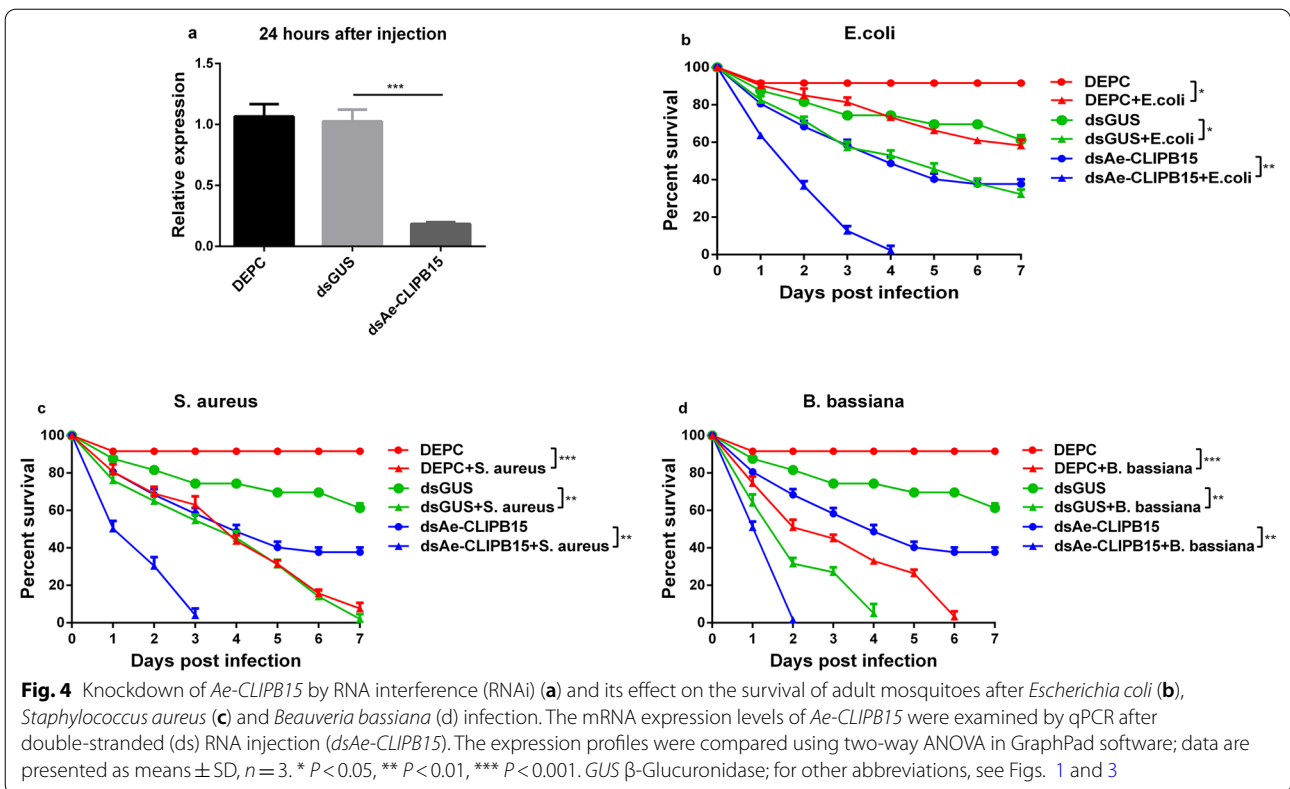 a
24 hours after injection
Relative expression
1.5
1.0
0.5
0.0
***
DEPC
dsGUS
dsAe-CLIPB15
b
E.coli
Percent survival
100
80
60
40
20
0
0 1 2 3 4 5 6 7
Days post infection
DEPC
DEPC+E.coli
*
dsGUS
dsGUS+E.coli
*
dsAe-CLIPB15
dsAe-CLIPB15+E.coli
**
c
S. aureus
Percent survival
100
80
60
40
20
0
0 1 2 3 4 5 6 7
Days post infection
DEPC
DEPC+S. aureus
***
dsGUS
dsGUS+S. aureus
**
dsAe-CLIPB15
dsAe-CLIPB15+S. aureus
**
d
B. bassiana
Percent survival
100
80
60
40
20
0
0 1 2 3 4 5 6 7
Days post infection
DEPC
DEPC+B. bassiana
***
dsGUS
dsGUS+B. bassiana
**
dsAe-CLIPB15
dsAe-CLIPB15+B. bassiana
**
Fig. 4 Knockdown of Ae-CLIPB15 by RNA interference (RNAi) (a) and its effect on the survival of adult mosquitoes after Escherichia coli (b),
Staphylococcus aureus (c) and Beauveria bassiana (d) infection. The mRNA expression levels of Ae-CLIPB15 were examined by qPCR after
double-stranded (ds) RNA injection (dsAe-CLIPB15). The expression profiles were compared using two-way ANOVA in GraphPad software; data are
presented as means ± SD, n = 3. * P < 0.05, ** P < 0.01, *** P < 0.001. GUS β-Glucuronidase; for other abbreviations, see Figs. 1 and 3